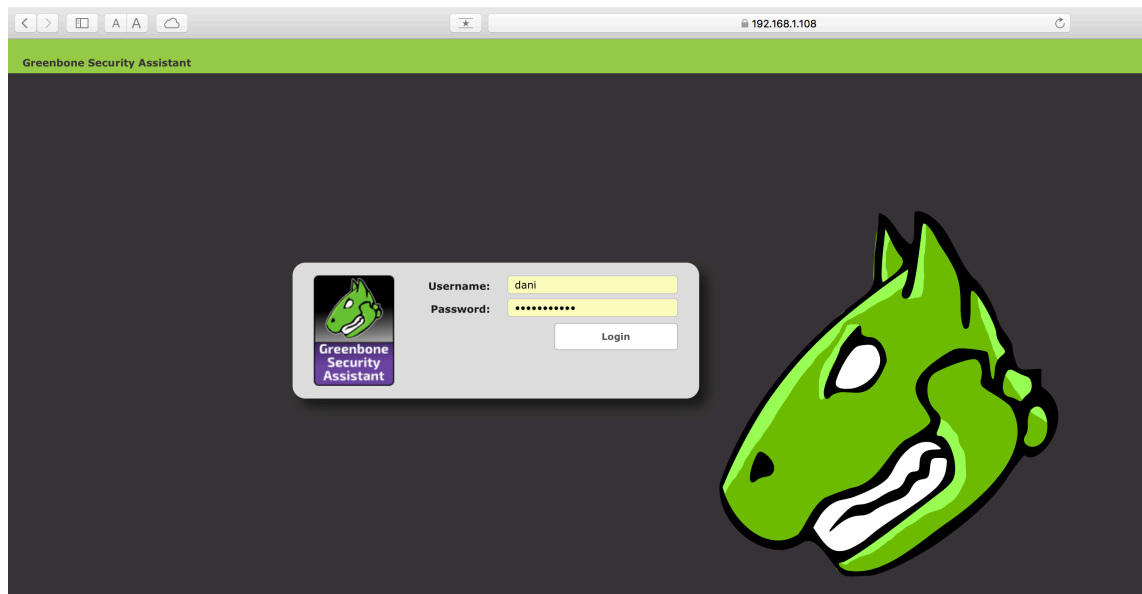 A A
192.168.1.108
Greenbone Security Assistant
Username: dani
Password: •••••••••••
Login
Greenbone
Security
Assistant